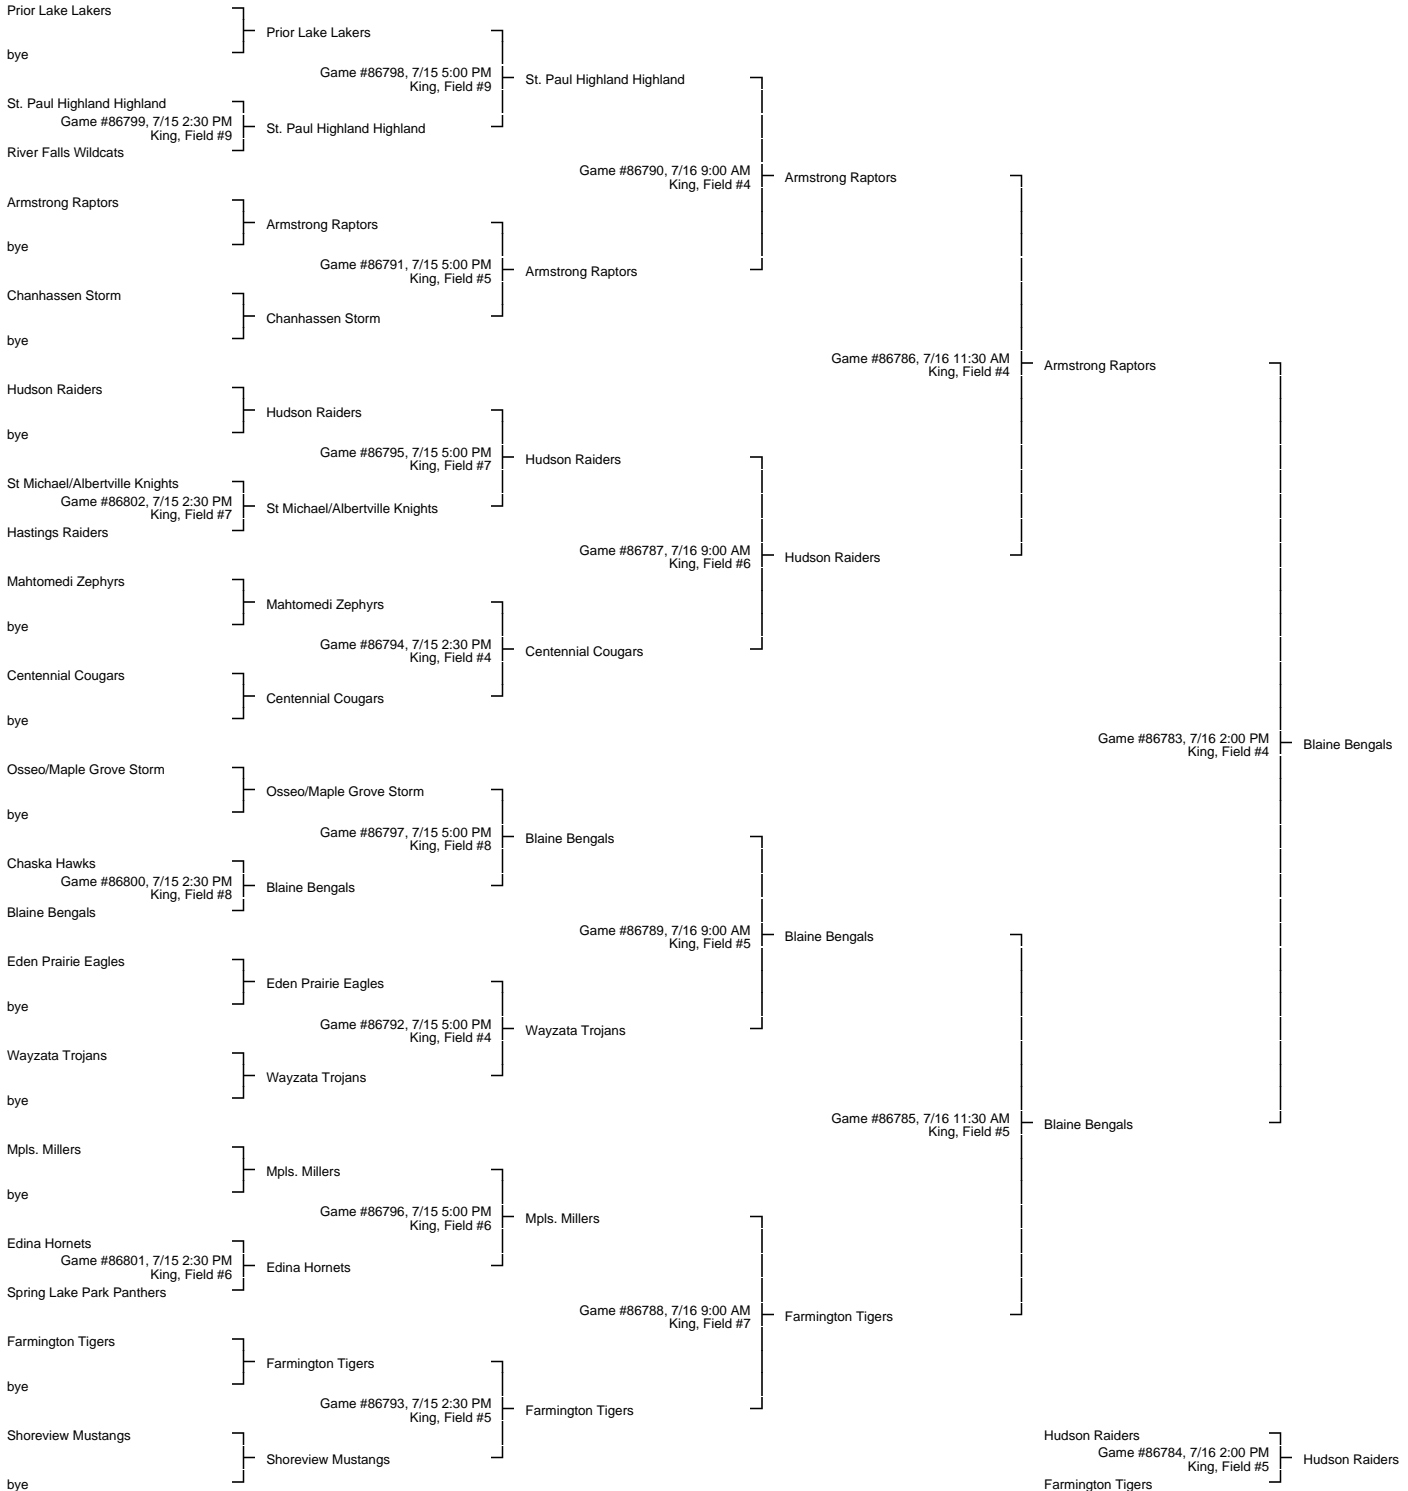 Prior Lake Lakers
Prior Lake Lakers
bye
Game #86798, 7/15 5:00 PM
King, Field #9
St. Paul Highland Highland
St. Paul Highland Highland
Game #86799, 7/15 2:30 PM
King, Field #9
St. Paul Highland Highland
River Falls Wildcats
Game #86790, 7/16 9:00 AM
King, Field #4
Armstrong Raptors
Armstrong Raptors
Armstrong Raptors
bye
Game #86791, 7/15 5:00 PM
King, Field #5
Armstrong Raptors
Chanhassen Storm
Chanhassen Storm
bye
Game #86786, 7/16 11:30 AM
King, Field #4
Armstrong Raptors
Hudson Raiders
Hudson Raiders
bye
Game #86795, 7/15 5:00 PM
King, Field #7
Hudson Raiders
St Michael/Albertville Knights
Game #86802, 7/15 2:30 PM
King, Field #7
St Michael/Albertville Knights
Hastings Raiders
Game #86787, 7/16 9:00 AM
King, Field #6
Hudson Raiders
Mahtomedi Zephyrs
Mahtomedi Zephyrs
bye
Game #86794, 7/15 2:30 PM
King, Field #4
Centennial Cougars
Centennial Cougars
Centennial Cougars
bye
Game #86783, 7/16 2:00 PM
King, Field #4
Blaine Bengals
Osseo/Maple Grove Storm
Osseo/Maple Grove Storm
bye
Game #86797, 7/15 5:00 PM
King, Field #8
Blaine Bengals
Chaska Hawks
Game #86800, 7/15 2:30 PM
King, Field #8
Blaine Bengals
Blaine Bengals
Game #86789, 7/16 9:00 AM
King, Field #5
Blaine Bengals
Eden Prairie Eagles
Eden Prairie Eagles
bye
Game #86792, 7/15 5:00 PM
King, Field #4
Wayzata Trojans
Wayzata Trojans
Wayzata Trojans
bye
Game #86785, 7/16 11:30 AM
King, Field #5
Blaine Bengals
Mpls. Millers
Mpls. Millers
bye
Game #86796, 7/15 5:00 PM
King, Field #6
Mpls. Millers
Edina Hornets
Game #86801, 7/15 2:30 PM
King, Field #6
Edina Hornets
Spring Lake Park Panthers
Game #86788, 7/16 9:00 AM
King, Field #7
Farmington Tigers
Farmington Tigers
Farmington Tigers
bye
Game #86793, 7/15 2:30 PM
King, Field #5
Farmington Tigers
Shoreview Mustangs
Shoreview Mustangs
bye
Hudson Raiders
Game #86784, 7/16 2:00 PM
King, Field #5
Hudson Raiders
Farmington Tigers